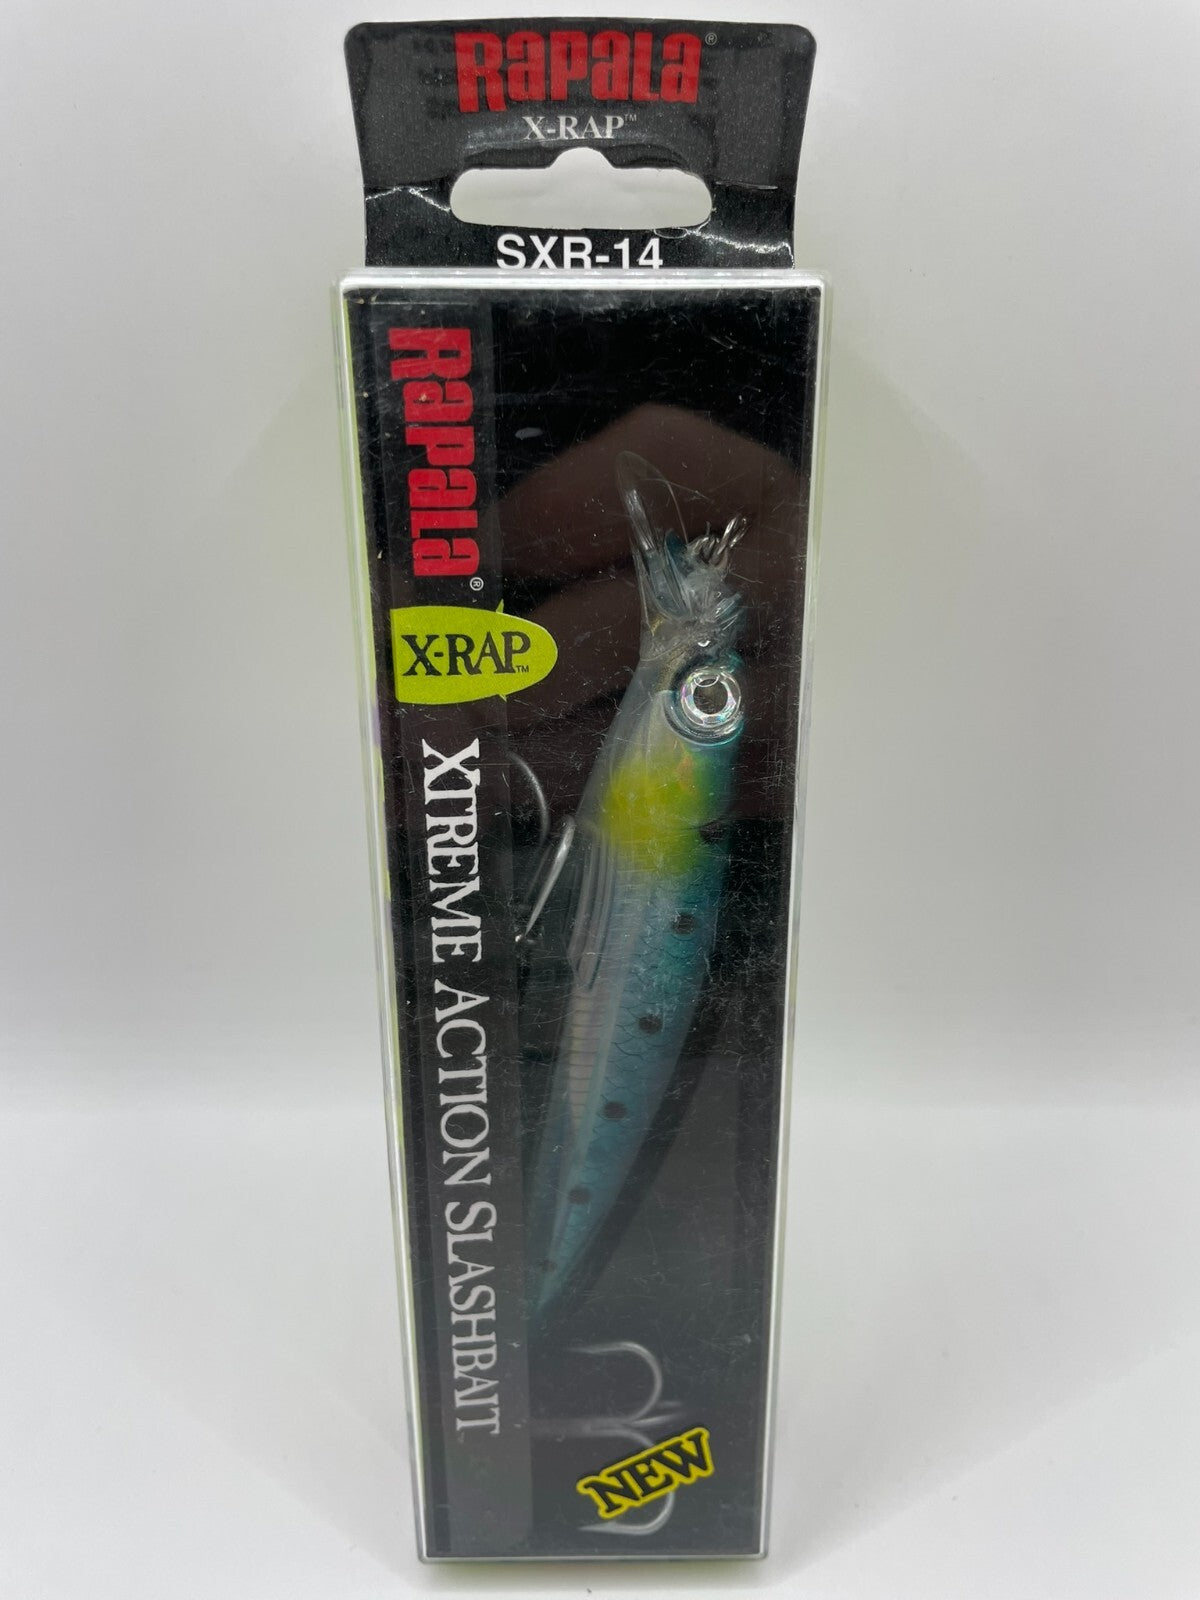 Rapala®
X-RAP™
SXR-14
Rapala®
X-RAP™
XTREME ACTION SLASHBAIT
NEW